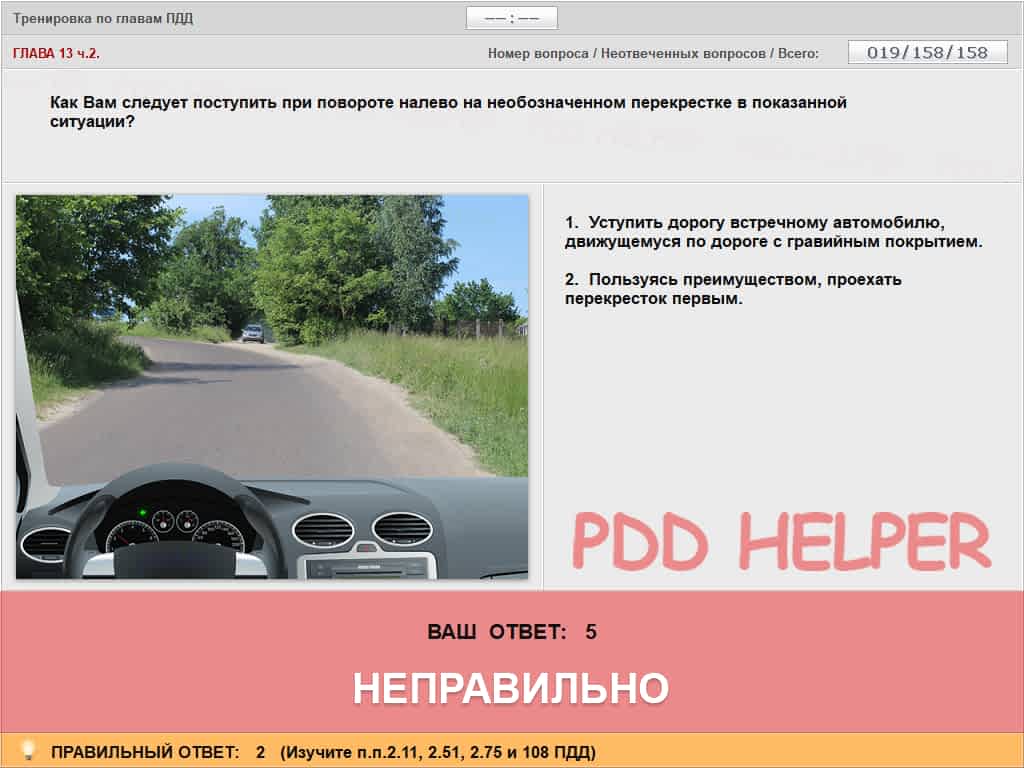 Тренировка по главам ПДД
––:––
ГЛАВА 13 ч.2.
Номер вопроса / Неотвеченных вопросов / Всего:
019/158/158
Как Вам следует поступить при повороте налево на необозначенном перекрестке в показанной
ситуации?
1. Уступить дорогу встречному автомобилю,
движущемуся по дороге с гравийным покрытием.
2. Пользуясь преимуществом, проехать
перекресток первым.
PDD HELPER
ВАШ ОТВЕТ: 5
НЕПРАВИЛЬНО
ПРАВИЛЬНЫЙ ОТВЕТ: 2 (Изучите п.п.2.11, 2.51, 2.75 и 108 ПДД)